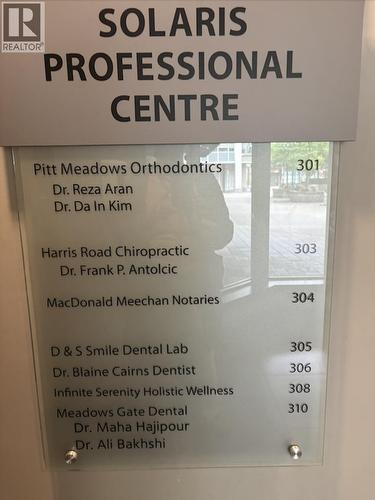 R
REALTOR®
SOLARIS
PROFESSIONAL
CENTRE
Pitt Meadows Orthodontics 301
Dr. Reza Aran
Dr. Da In Kim
Harris Road Chiropractic 303
Dr. Frank P. Antolcic
MacDonald Meechan Notaries 304
D & S Smile Dental Lab 305
Dr. Blaine Cairns Dentist 306
Infinite Serenity Holistic Wellness 308
Meadows Gate Dental 310
Dr. Maha Hajipour
Dr. Ali Bakhshi